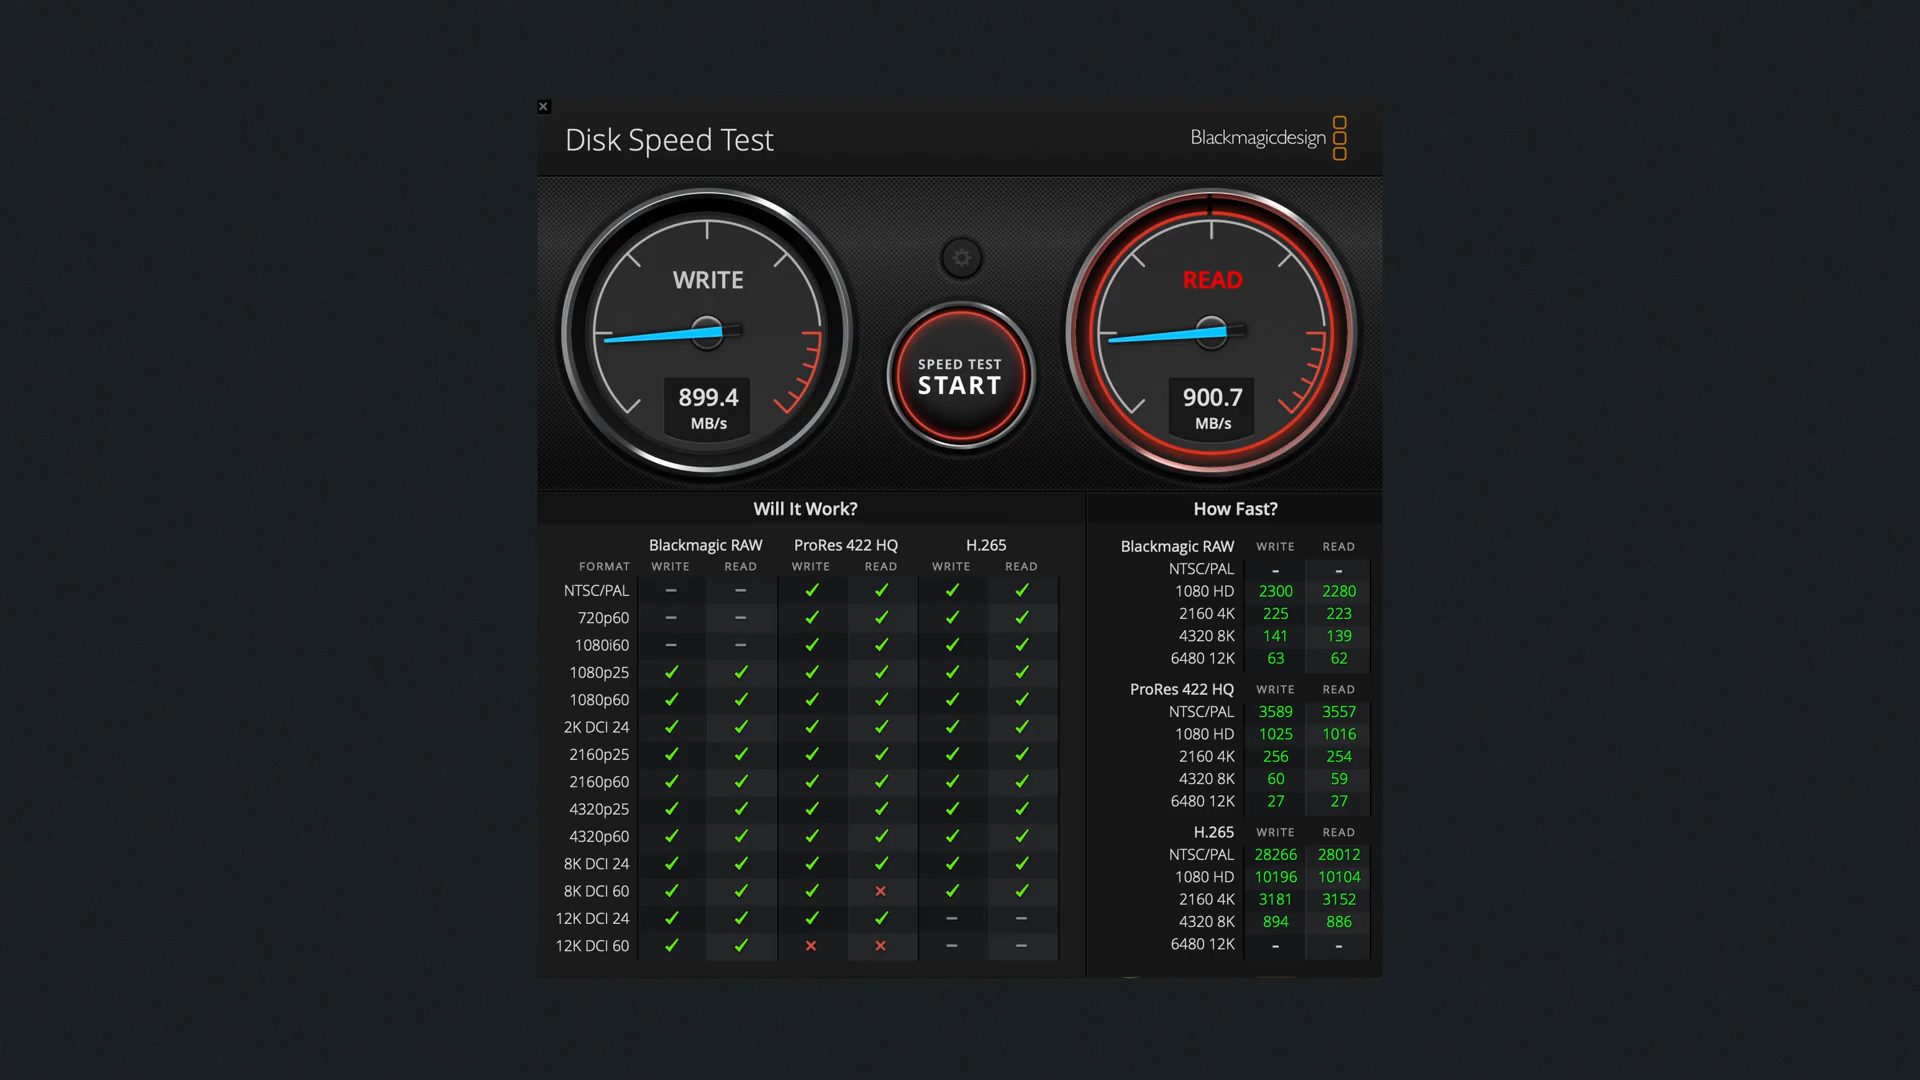 Disk Speed Test
Blackmagicdesign
WRITE
899.4
MB/s
SPEED TEST
START
READ
900.7
MB/s
Will It Work?
Blackmagic RAW ProRes 422 HQ H.265
FORMAT WRITE READ WRITE READ WRITE READ
NTSC/PAL – – ✓ ✓ ✓ ✓
720p60 – – ✓ ✓ ✓ ✓
1080i60 – – ✓ ✓ ✓ ✓
1080p25 ✓ ✓ ✓ ✓ ✓ ✓
1080p60 ✓ ✓ ✓ ✓ ✓ ✓
2K DCI 24 ✓ ✓ ✓ ✓ ✓ ✓
2160p25 ✓ ✓ ✓ ✓ ✓ ✓
2160p60 ✓ ✓ ✓ ✓ ✓ ✓
4320p25 ✓ ✓ ✓ ✓ ✓ ✓
4320p60 ✓ ✓ ✓ ✓ ✓ ✓
8K DCI 24 ✓ ✓ ✓ ✓ ✓ ✓
8K DCI 60 ✓ ✓ ✓ × ✓ ✓
12K DCI 24 ✓ ✓ ✓ ✓ – –
12K DCI 60 ✓ ✓ × × – –
How Fast?
Blackmagic RAW WRITE READ
NTSC/PAL - -
1080 HD 2300 2280
2160 4K 225 223
4320 8K 141 139
6480 12K 63 62
ProRes 422 HQ WRITE READ
NTSC/PAL 3589 3557
1080 HD 1025 1016
2160 4K 256 254
4320 8K 60 59
6480 12K 27 27
H.265 WRITE READ
NTSC/PAL 28266 28012
1080 HD 10196 10104
2160 4K 3181 3152
4320 8K 894 886
6480 12K - -